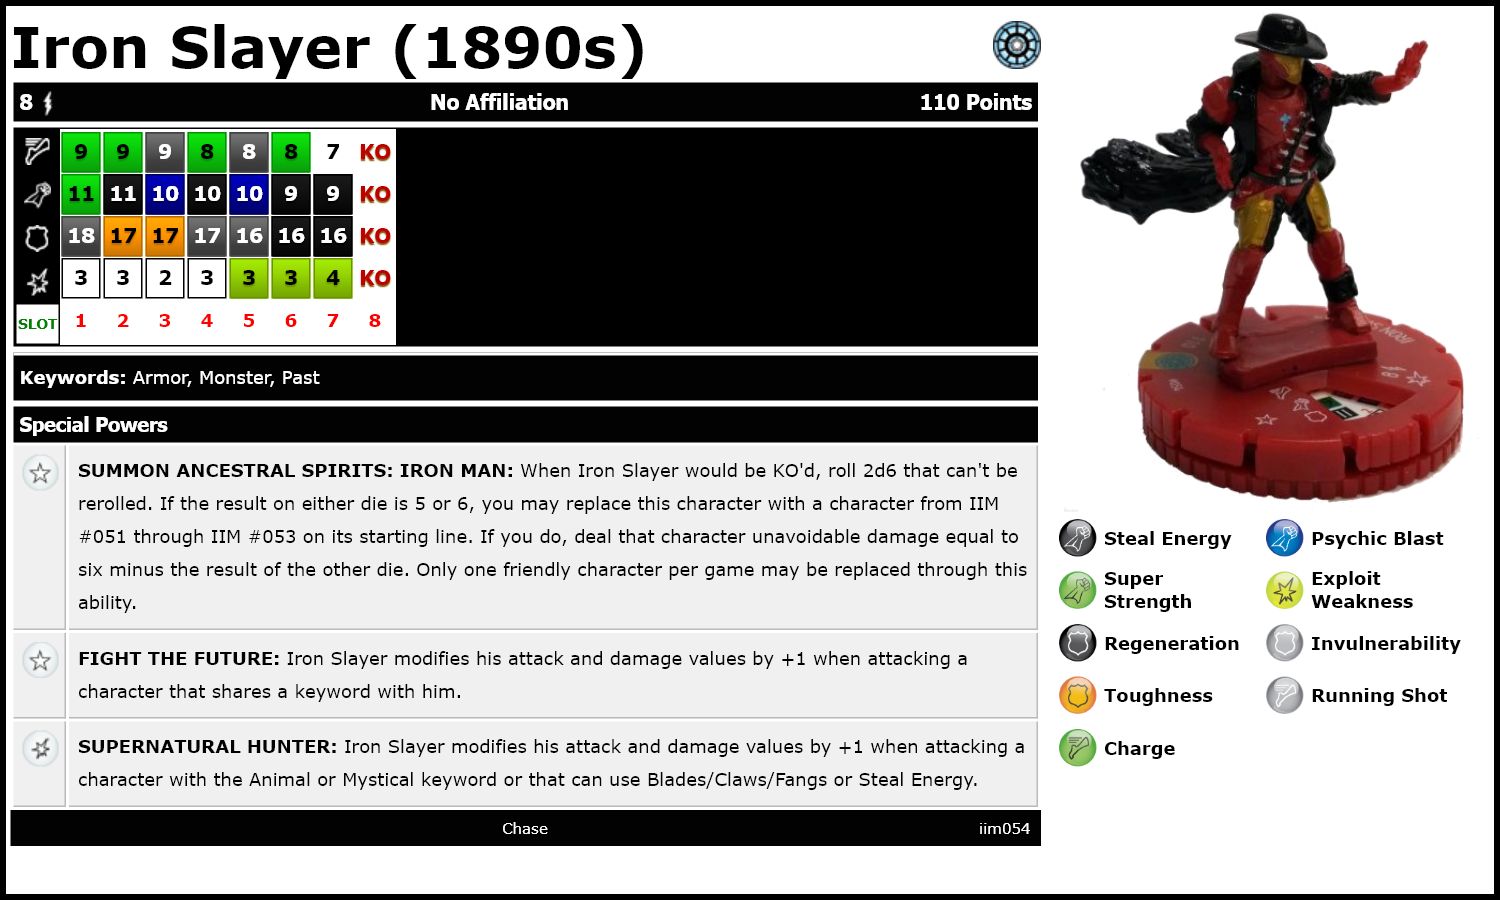 Iron Slayer (1890s)
8 No Affiliation 110 Points
9 9 9 8 8 8 7 KO
11 11 10 10 10 9 9 KO
18 17 17 17 16 16 16 KO
3 3 2 3 3 3 4 KO
SLOT 1 2 3 4 5 6 7 8
Keywords: Armor, Monster, Past
Special Powers
SUMMON ANCESTRAL SPIRITS: IRON MAN: When Iron Slayer would be KO'd, roll 2d6 that can't be
rerolled. If the result on either die is 5 or 6, you may replace this character with a character from IIM
#051 through IIM #053 on its starting line. If you do, deal that character unavoidable damage equal to
six minus the result of the other die. Only one friendly character per game may be replaced through this
ability.
FIGHT THE FUTURE: Iron Slayer modifies his attack and damage values by +1 when attacking a
character that shares a keyword with him.
SUPERNATURAL HUNTER: Iron Slayer modifies his attack and damage values by +1 when attacking a
character with the Animal or Mystical keyword or that can use Blades/Claws/Fangs or Steal Energy.
Chase iim054
Steal Energy
Psychic Blast
Super
Strength
Exploit
Weakness
Regeneration
Invulnerability
Toughness
Running Shot
Charge